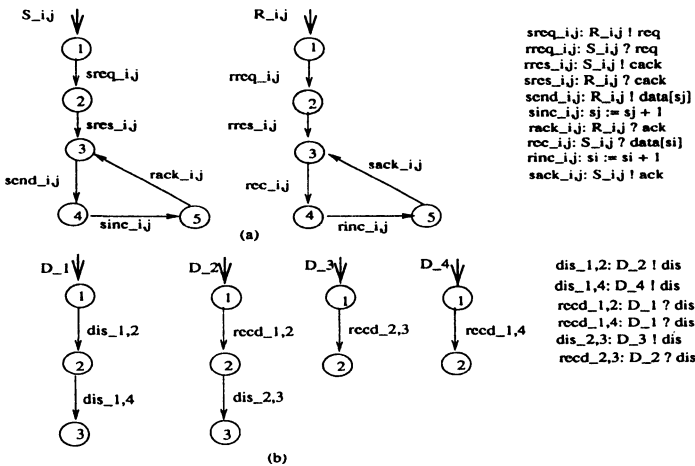 S_i,j
R_i,j
1
1
sreq_i,j: R_i,j ! req
rreq_i,j: S_i,j ? req
rres_i,j: S_i,j ! cack
sres_i,j: R_i,j ? cack
send_i,j: R_i,j ! data[sj]
sinc_i,j: sj := sj + 1
rack_i,j: R_i,j ? ack
rec_i,j: S_i,j ? data[si]
rinc_i,j: si := si + 1
sack_i,j: S_i,j ! ack
sreq_i,j
rreq_i,j
2
2
sres_i,j
rres_i,j
3
3
send_i,j
rack_i,j
rec_i,j
sack_i,j
4
sinc_i,j
5
4
rinc_i,j
5
(a)
D_1
D_2
D_3
D_4
1
1
1
1
dis_1,2: D_2 ! dis
dis_1,4: D_4 ! dis
recd_1,2: D_1 ? dis
recd_1,4: D_1 ? dis
dis_2,3: D_3 ! dis
recd_2,3: D_2 ? dis
dis_1,2
recd_1,2
recd_2,3
recd_1,4
2
2
2
2
dis_1,4
dis_2,3
3
3
(b)